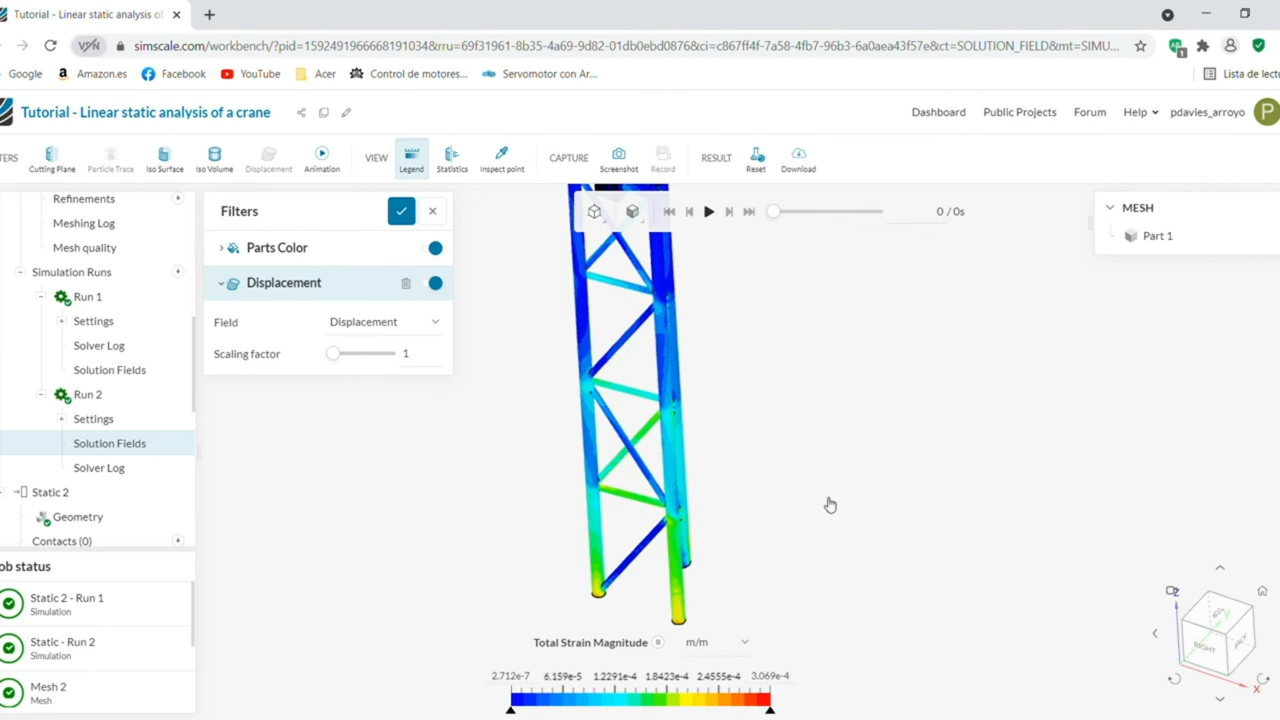 Tutorial - Linear static analysis of
simscale.com/workbench/?pid=1592491966668191034&rru=69f31961-8b35-4a69-9d82-01db0ebd0876&ci=c867ff4f-7a58-4fb7-96b3-6a0aea43f57e&ct=SOLUTION_FIELD&mt=SIMU...
Google Amazon.es Facebook YouTube Acer Control de motores... Servomotor con Ar... Lista de lectu
Tutorial - Linear static analysis of a crane Dashboard Public Projects Forum Help pdavies_arroyo P
TERS Cutting Plane Particle Trace Iso Surface Iso Volume Displacement Animation VIEW Legend Statistics Inspect point CAPTURE Screenshot Record RESULT Reset Download
Refinements
Meshing Log
Mesh quality
Simulation Runs
Run 1
Settings
Solver Log
Solution Fields
Run 2
Settings
Solution Fields
Solver Log
Static 2
Geometry
Contacts (0)
ob status
Static 2 - Run 1
Simulation
Static - Run 2
Simulation
Mesh 2
Mesh
Filters
Parts Color
Displacement
Field Displacement
Scaling factor 1
0 / 0s
MESH
Part 1
Total Strain Magnitude m/m
2.712e-7 6.159e-5 1.2291e-4 1.8423e-4 2.4555e-4 3.069e-4
RIGHT
Z
X